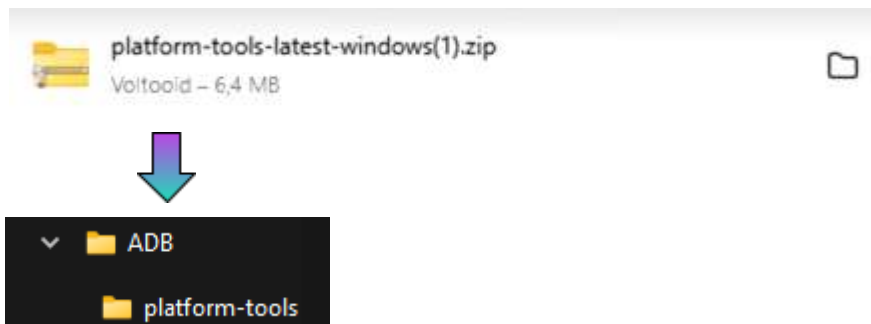 platform-tools-latest-windows(1).zip
Voltooid – 6,4 MB
ADB
platform-tools